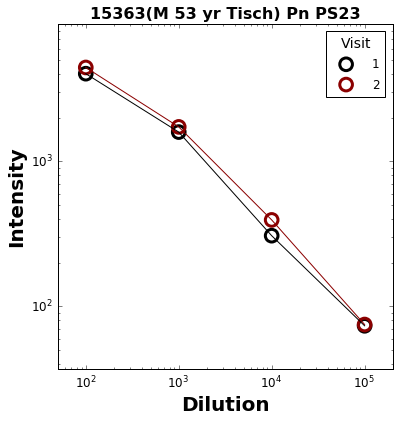 15363(M 53 yr Tisch) Pn PS23
Visit
1
2
Intensity
10³
10²
10² 10³ 10⁴ 10⁵
Dilution